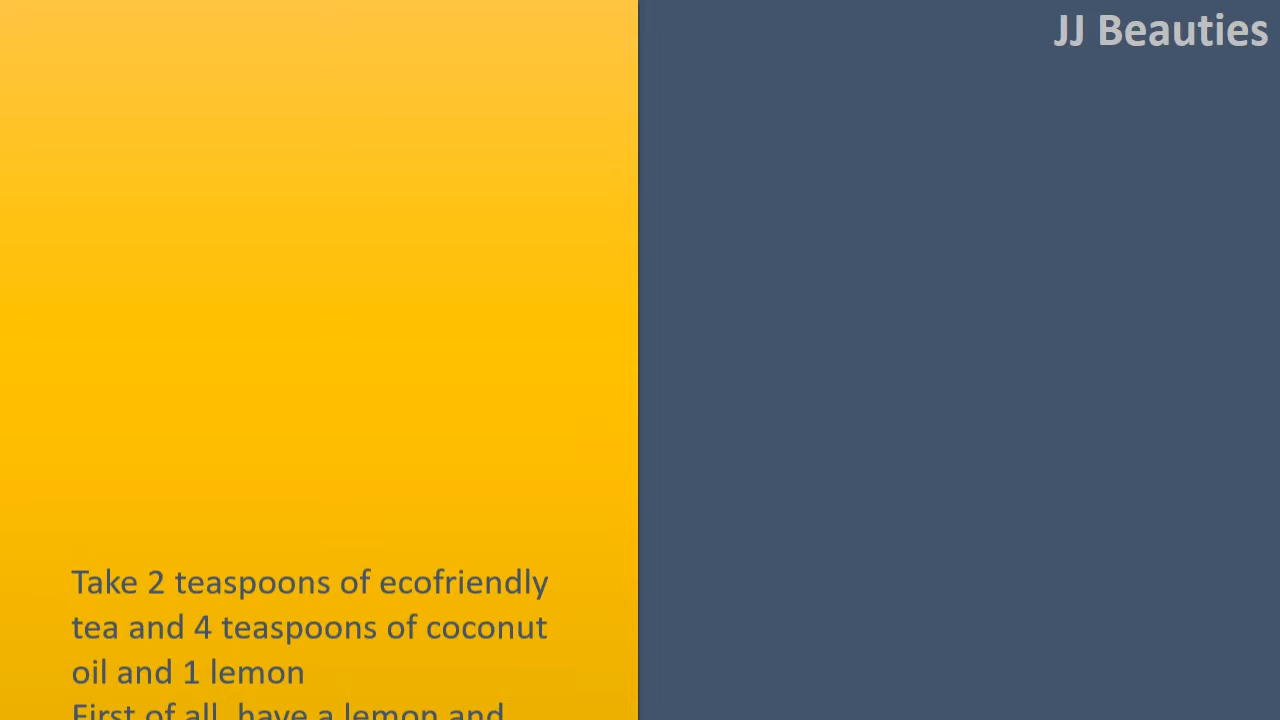 JJ Beauties
Take 2 teaspoons of ecofriendly
tea and 4 teaspoons of coconut
oil and 1 lemon
First of all, have a lemon and